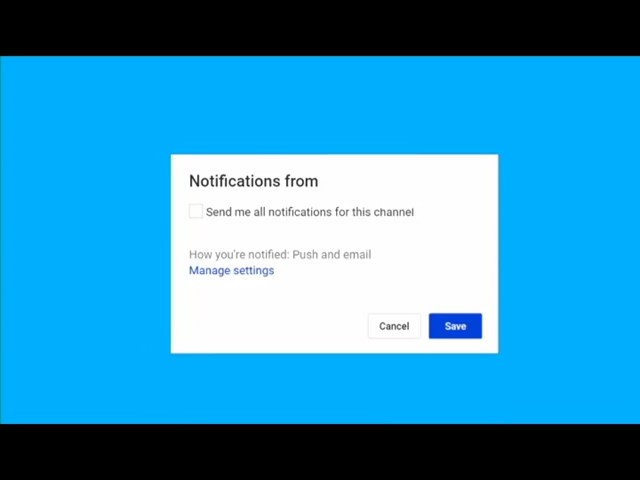 Notifications from
Send me all notifications for this channel
How you're notified: Push and email
Manage settings
Cancel
Save